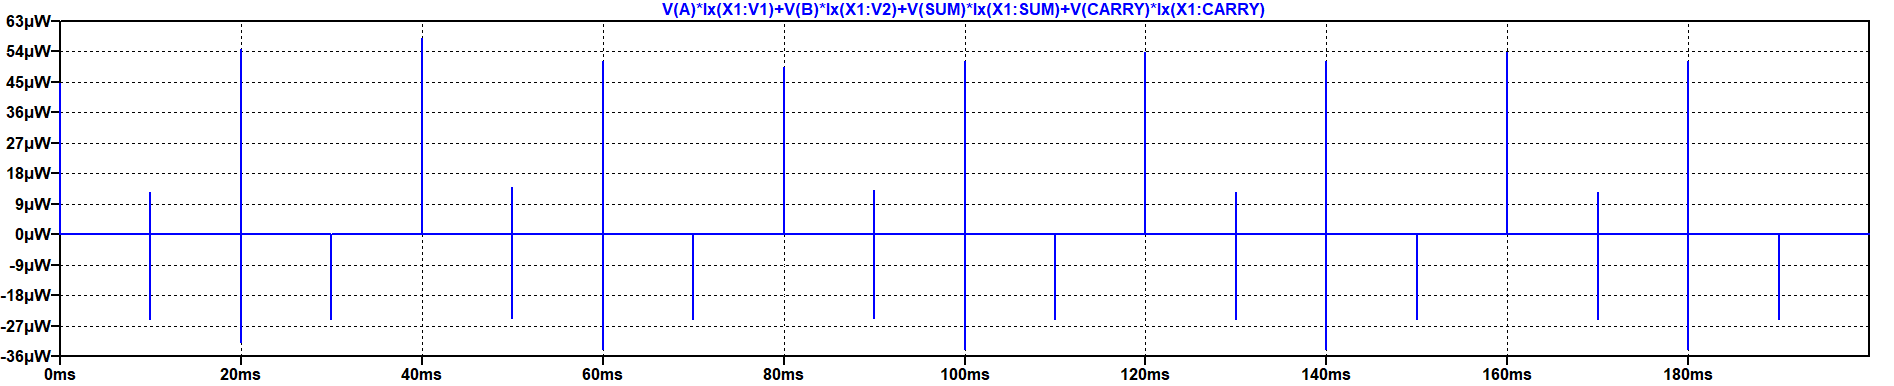 V(A)*Ix(X1:V1)+V(B)*Ix(X1:V2)+V(SUM)*Ix(X1:SUM)+V(CARRY)*Ix(X1:CARRY)
63µW
54µW
45µW
36µW
27µW
18µW
9µW
0µW
-9µW
-18µW
-27µW
-36µW
0ms 20ms 40ms 60ms 80ms 100ms 120ms 140ms 160ms 180ms